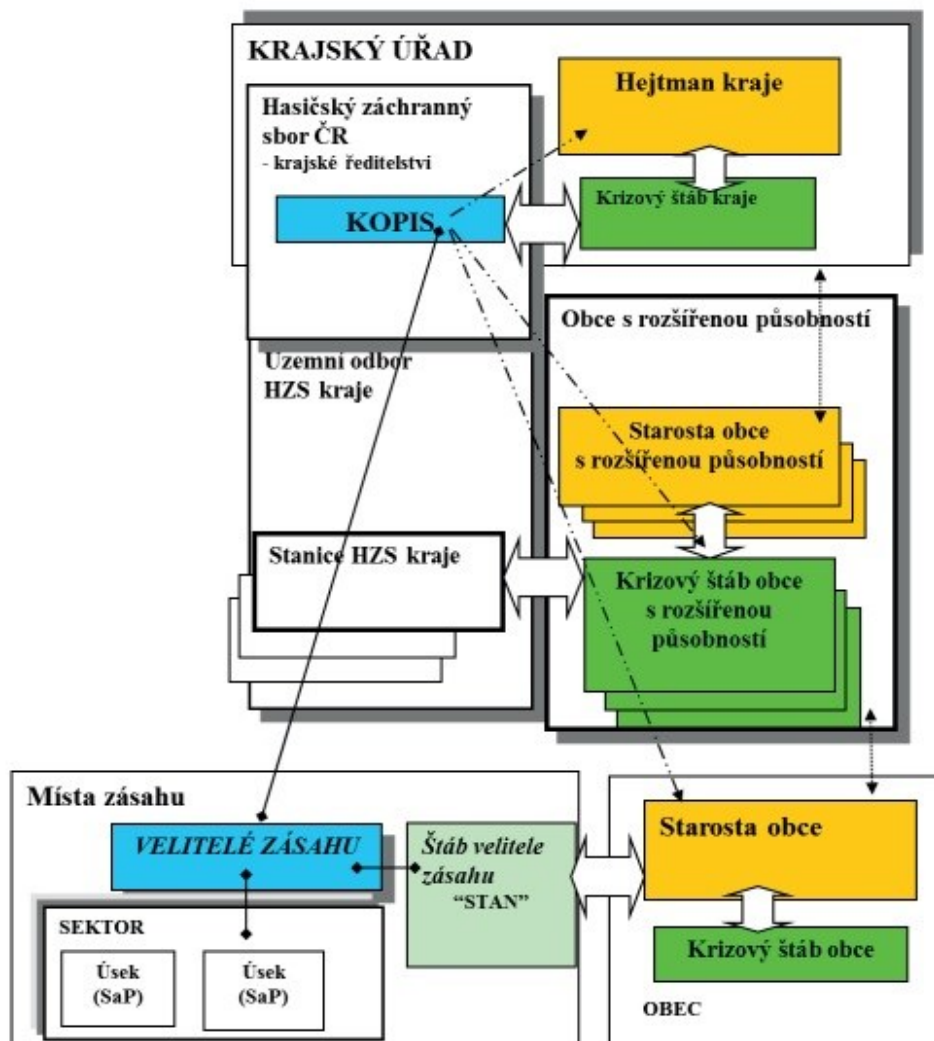 KRAJSKÝ ÚŘAD
Hasičský záchranný
sbor ČR
- krajské ředitelství
KOPIS
Hejtman kraje
Krizový štáb kraje
Územní odbor
HZS kraje
Stanice HZS kraje
Obce s rozšířenou působností
Starosta obce
s rozšířenou působností
Krizový štáb obce
s rozšířenou
působností
Místa zásahu
VELITELÉ ZÁSAHU
Štáb velitele
zásahu
“STAN”
SEKTOR
Úsek
(SaP)
Úsek
(SaP)
Starosta obce
Krizový štáb obce
OBEC